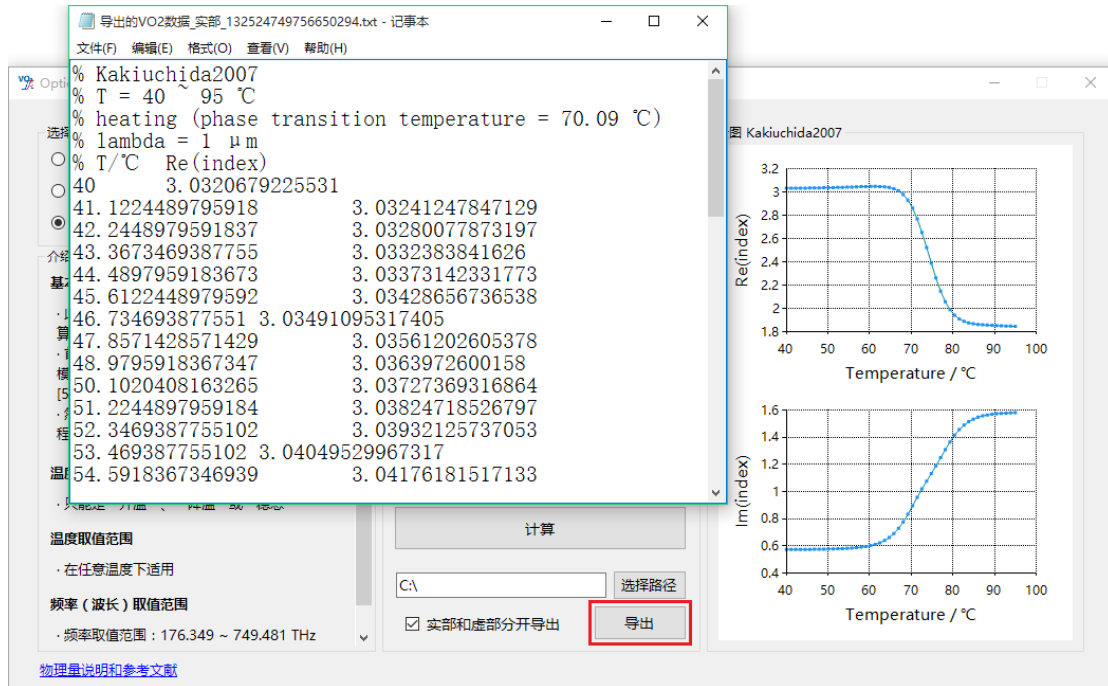 导出的VO2数据_实部_132524749756650294.txt - 记事本
文件(F) 编辑(E) 格式(O) 查看(V) 帮助(H)
% Kakiuchida2007
% T = 40 ~ 95 ℃
% heating (phase transition temperature = 70.09 ℃)
% lambda = 1 μm
% T/℃ Re(index)
40 3.0320679225531
41.1224489795918 3.03241247847129
42.2448979591837 3.03280077873197
43.3673469387755 3.0332383841626
44.4897959183673 3.03373142331773
45.6122448979592 3.03428656736538
46.734693877551 3.03491095317405
47.8571428571429 3.03561202605378
48.9795918367347 3.0363972600158
50.1020408163265 3.03727369316864
51.2244897959184 3.03824718526797
52.3469387755102 3.03932125737053
53.469387755102 3.04049529967317
54.5918367346939 3.04176181517133
温度取值范围
·在任意温度下适用
频率（波长）取值范围
·频率取值范围：176.349 ~ 749.481 THz
物理量说明和参考文献
计算
C:\
选择路径
实部和虚部分开导出
导出
图 Kakiuchida2007
Re(index)
3.2
3
2.8
2.6
2.4
2.2
2
1.8
40 50 60 70 80 90 100
Temperature / ℃
Im(index)
1.6
1.4
1.2
1
0.8
0.6
0.4
40 50 60 70 80 90 100
Temperature / ℃